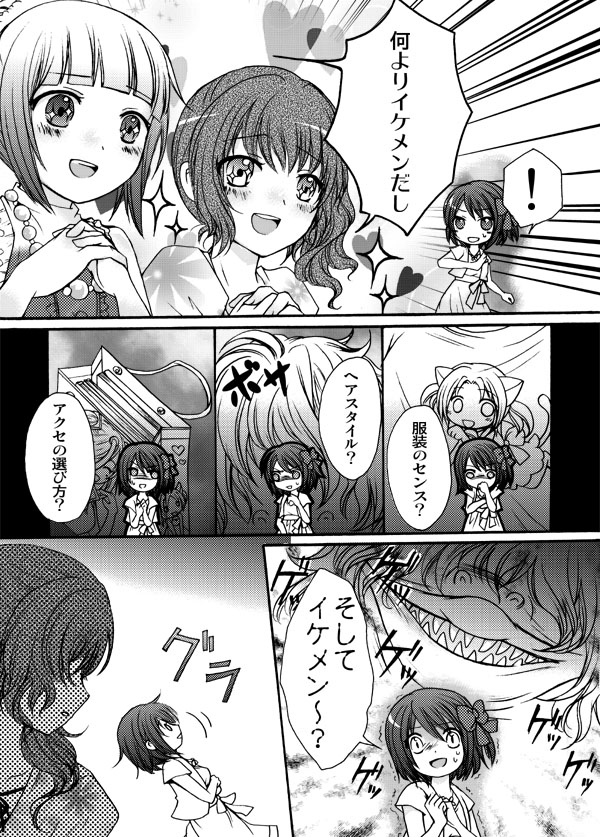 何よりイケメンだし
！
服装のセンス？
ヘアスタイル？
ボサ
アクセの選び方？
そして
イケメン～？
ゲッ
ゲッ
ゲッ
ゲッ
ゲッ
ゲッ
グラ